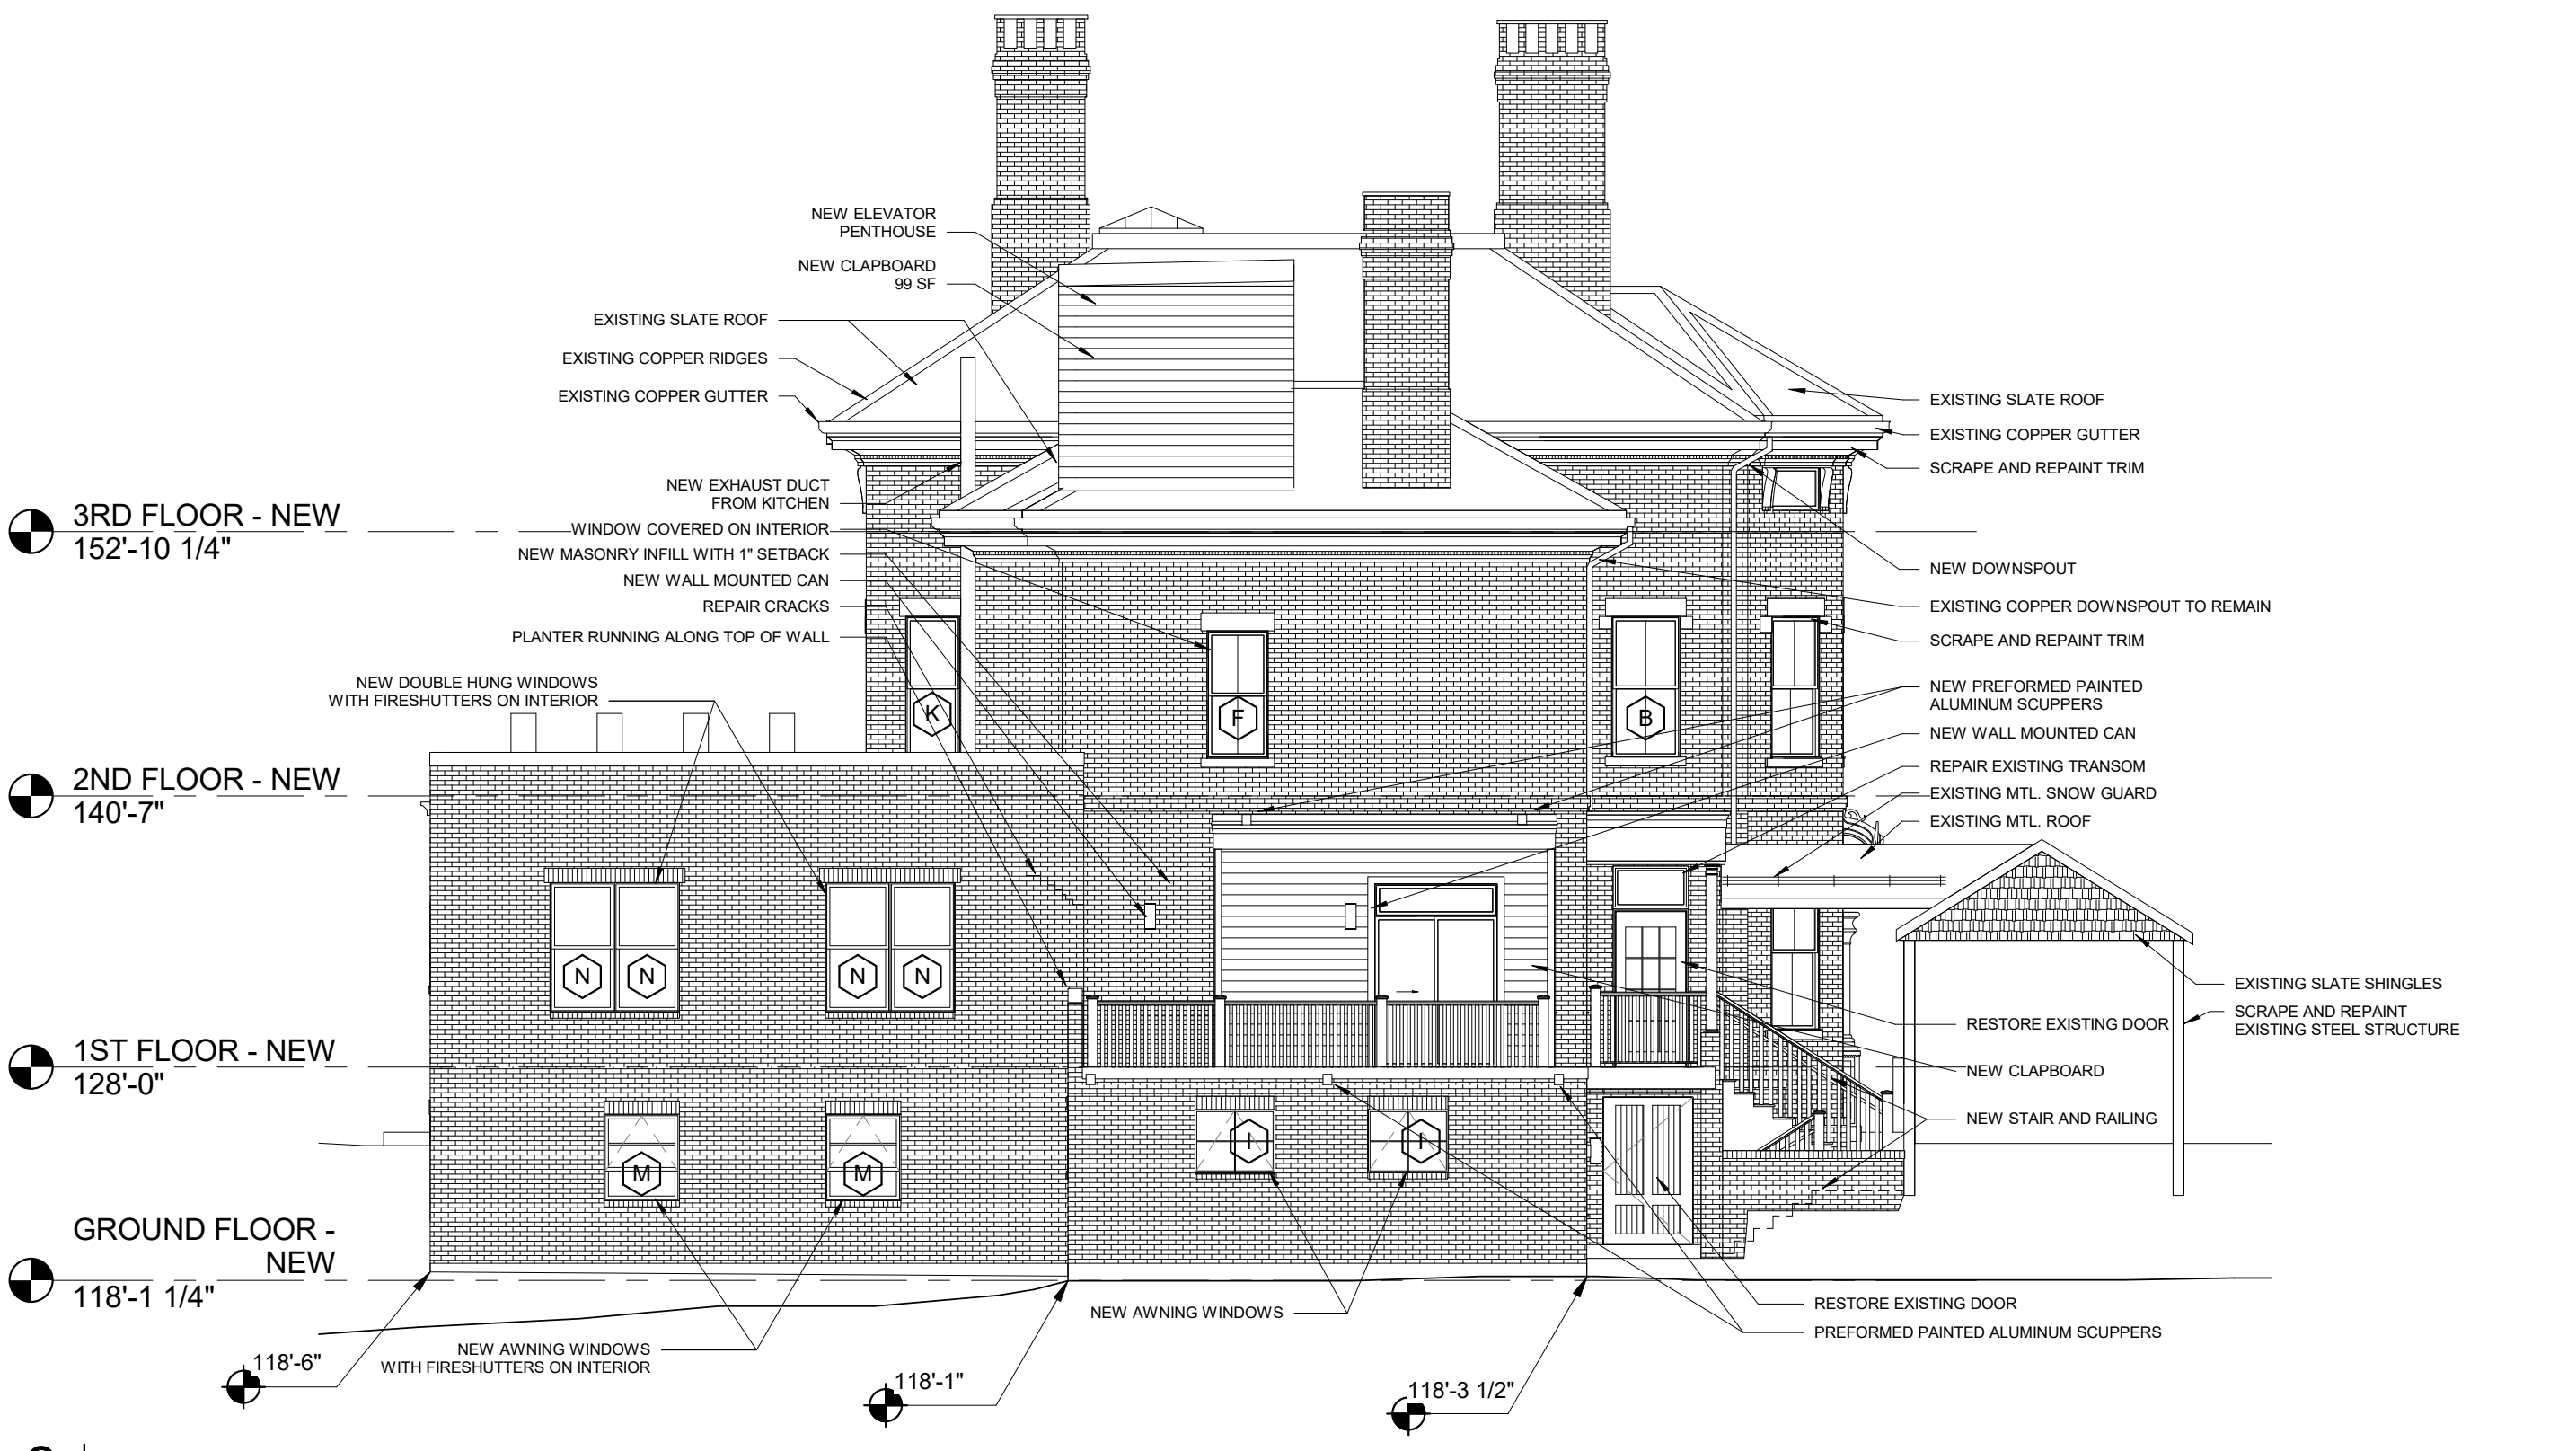 NEW ELEVATOR
PENTHOUSE
NEW CLAPBOARD
99 SF
EXISTING SLATE ROOF
EXISTING COPPER RIDGES
EXISTING COPPER GUTTER
NEW EXHAUST DUCT
FROM KITCHEN
WINDOW COVERED ON INTERIOR
NEW MASONRY INFILL WITH 1" SETBACK
NEW WALL MOUNTED CAN
REPAIR CRACKS
PLANTER RUNNING ALONG TOP OF WALL
NEW DOUBLE HUNG WINDOWS
WITH FIRESHUTTERS ON INTERIOR
3RD FLOOR - NEW
152'-10 1/4"
2ND FLOOR - NEW
140'-7"
1ST FLOOR - NEW
128'-0"
GROUND FLOOR -
NEW
118'-1 1/4"
K
F
B
N
N
N
N
M
M
I
I
EXISTING SLATE ROOF
EXISTING COPPER GUTTER
SCRAPE AND REPAINT TRIM
NEW DOWNSPOUT
EXISTING COPPER DOWNSPOUT TO REMAIN
SCRAPE AND REPAINT TRIM
NEW PREFORMED PAINTED
ALUMINUM SCUPPERS
NEW WALL MOUNTED CAN
REPAIR EXISTING TRANSOM
EXISTING MTL. SNOW GUARD
EXISTING MTL. ROOF
EXISTING SLATE SHINGLES
SCRAPE AND REPAINT
EXISTING STEEL STRUCTURE
RESTORE EXISTING DOOR
NEW CLAPBOARD
NEW STAIR AND RAILING
RESTORE EXISTING DOOR
PREFORMED PAINTED ALUMINUM SCUPPERS
NEW AWNING WINDOWS
NEW AWNING WINDOWS
WITH FIRESHUTTERS ON INTERIOR
118'-6"
118'-1"
118'-3 1/2"